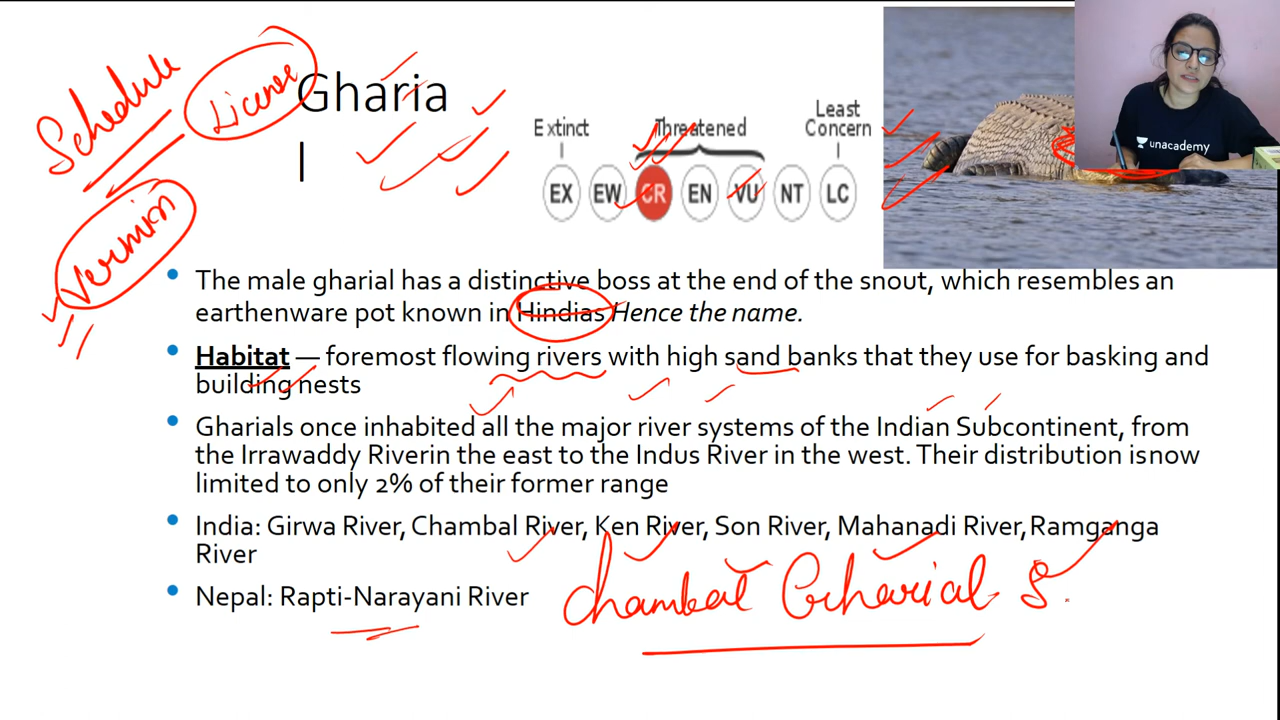 Schedule
License
Vermin
Gharia
l
Extinct
Threatened
Least
Concern
EX EW CR EN VU NT LC
unacademy
• The male gharial has a distinctive boss at the end of the snout, which resembles an
earthenware pot known in Hindias Hence the name.
• Habitat — foremost flowing rivers with high sand banks that they use for basking and
building nests
• Gharials once inhabited all the major river systems of the Indian Subcontinent, from
the Irrawaddy Riverin the east to the Indus River in the west. Their distribution is now
limited to only 2% of their former range
• India: Girwa River, Chambal River, Ken River, Son River, Mahanadi River, Ramganga
River
• Nepal: Rapti-Narayani River
Chambal Gharial S.